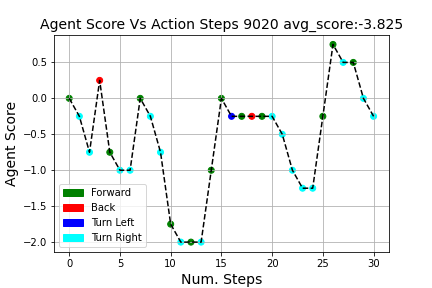 Agent Score Vs Action Steps 9020 avg_score:-3.825
Agent Score
0.5
0.0
−0.5
−1.0
−1.5
−2.0
Forward
Back
Turn Left
Turn Right
0 5 10 15 20 25 30
Num. Steps